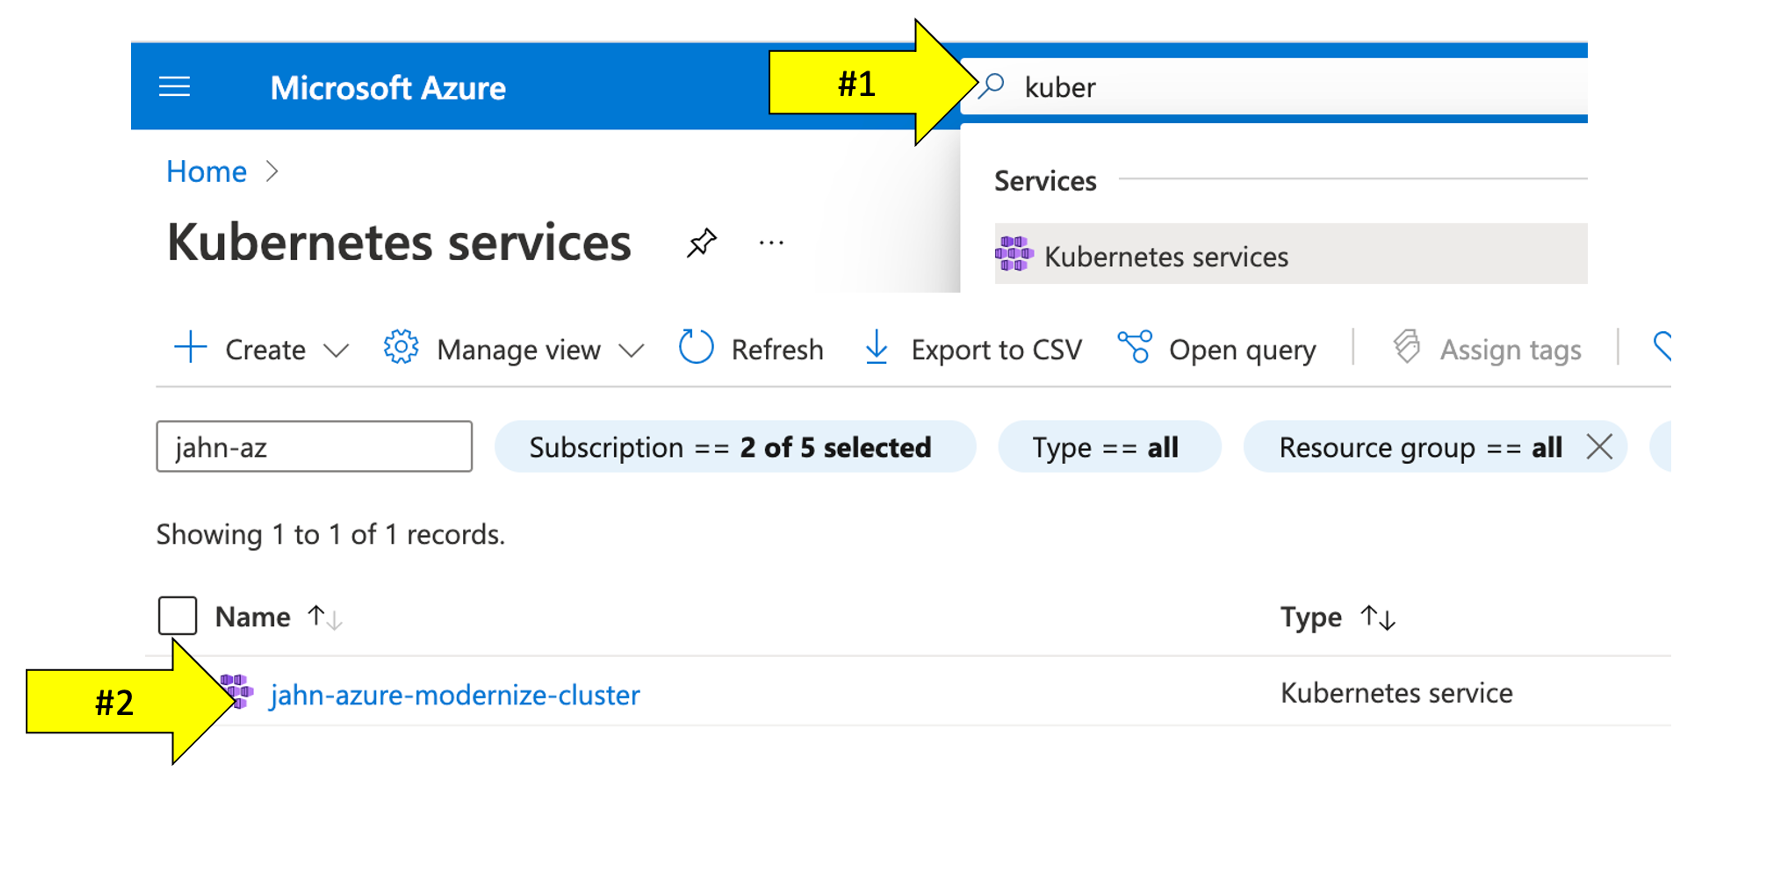 #1
Microsoft Azure
kuber
Home
Services
Kubernetes services
Kubernetes services
Create
Manage view
Refresh
Export to CSV
Open query
Assign tags
jahn-az
Subscription == 2 of 5 selected
Type == all
Resource group == all
Showing 1 to 1 of 1 records.
Name
Type
#2
jahn-azure-modernize-cluster
Kubernetes service